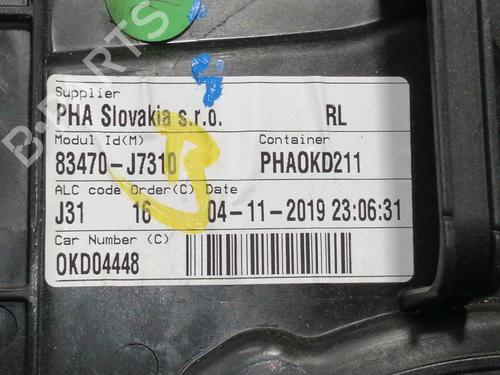 Supplier
PHA Slovakia s.r.o. RL
Modul Id(M) Container
83470-J7310 PHAOKD211
ALC code Order(C) Date
J31 16 04-11-2019 23:06:31
Car Number (C)
OKD04448
B-PARTS